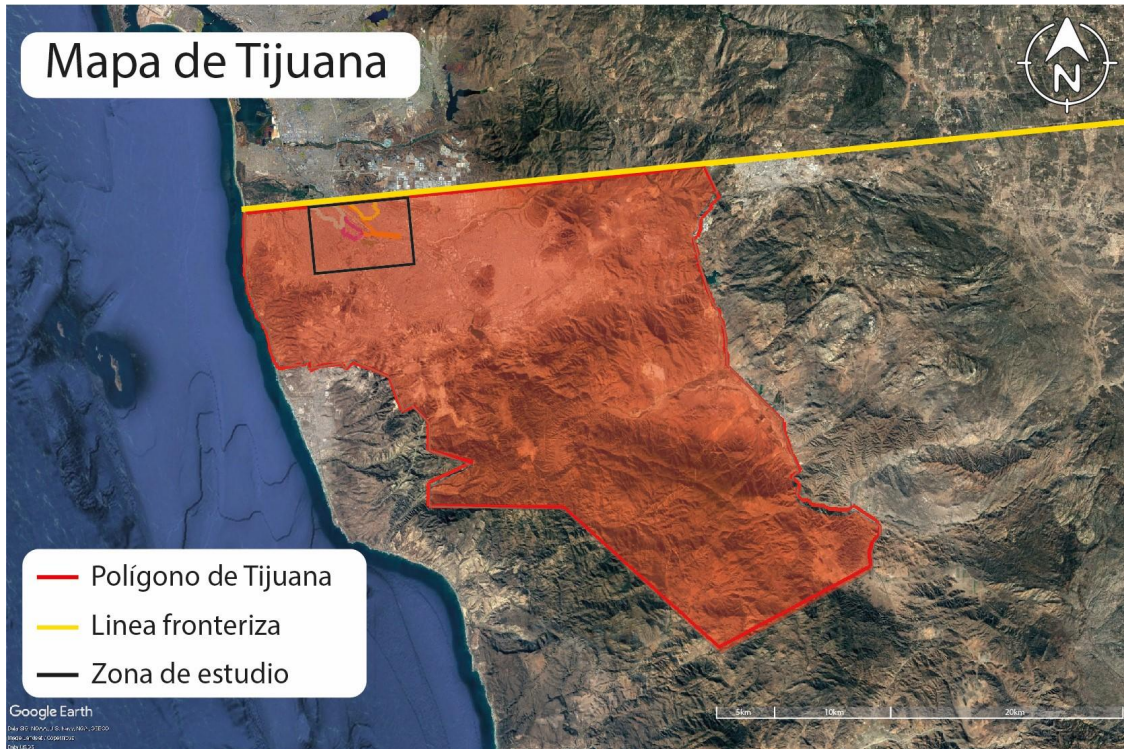 Mapa de Tijuana
N
Polígono de Tijuana
Linea fronteriza
Zona de estudio
Google Earth
5km 10km 20km